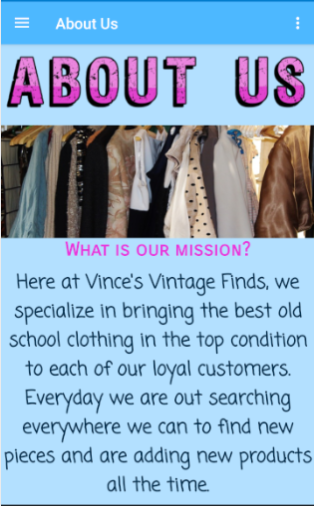 About Us
ABOUT US
What is our mission?
Here at Vince's Vintage Finds, we
specialize in bringing the best old
school clothing in the top condition
to each of our loyal customers.
Everyday we are out searching
everywhere we can to find new
pieces and are adding new products
all the time.